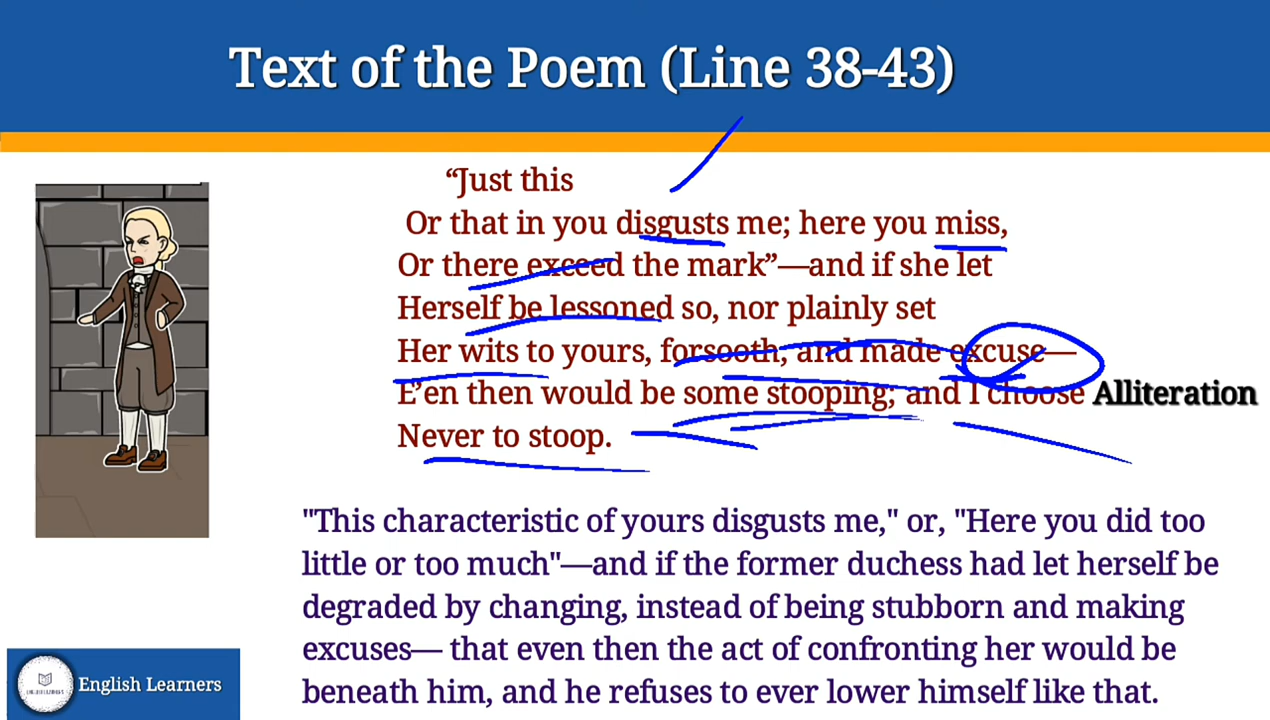 Text of the Poem (Line 38-43)
“Just this
Or that in you disgusts me; here you miss,
Or there exceed the mark”—and if she let
Herself be lessoned so, nor plainly set
Her wits to yours, forsooth, and made excuse—
E’en then would be some stooping; and I choose Alliteration
Never to stoop.
"This characteristic of yours disgusts me," or, "Here you did too
little or too much"—and if the former duchess had let herself be
degraded by changing, instead of being stubborn and making
excuses— that even then the act of confronting her would be
beneath him, and he refuses to ever lower himself like that.
ENGLISH LEARNERS
English Learners